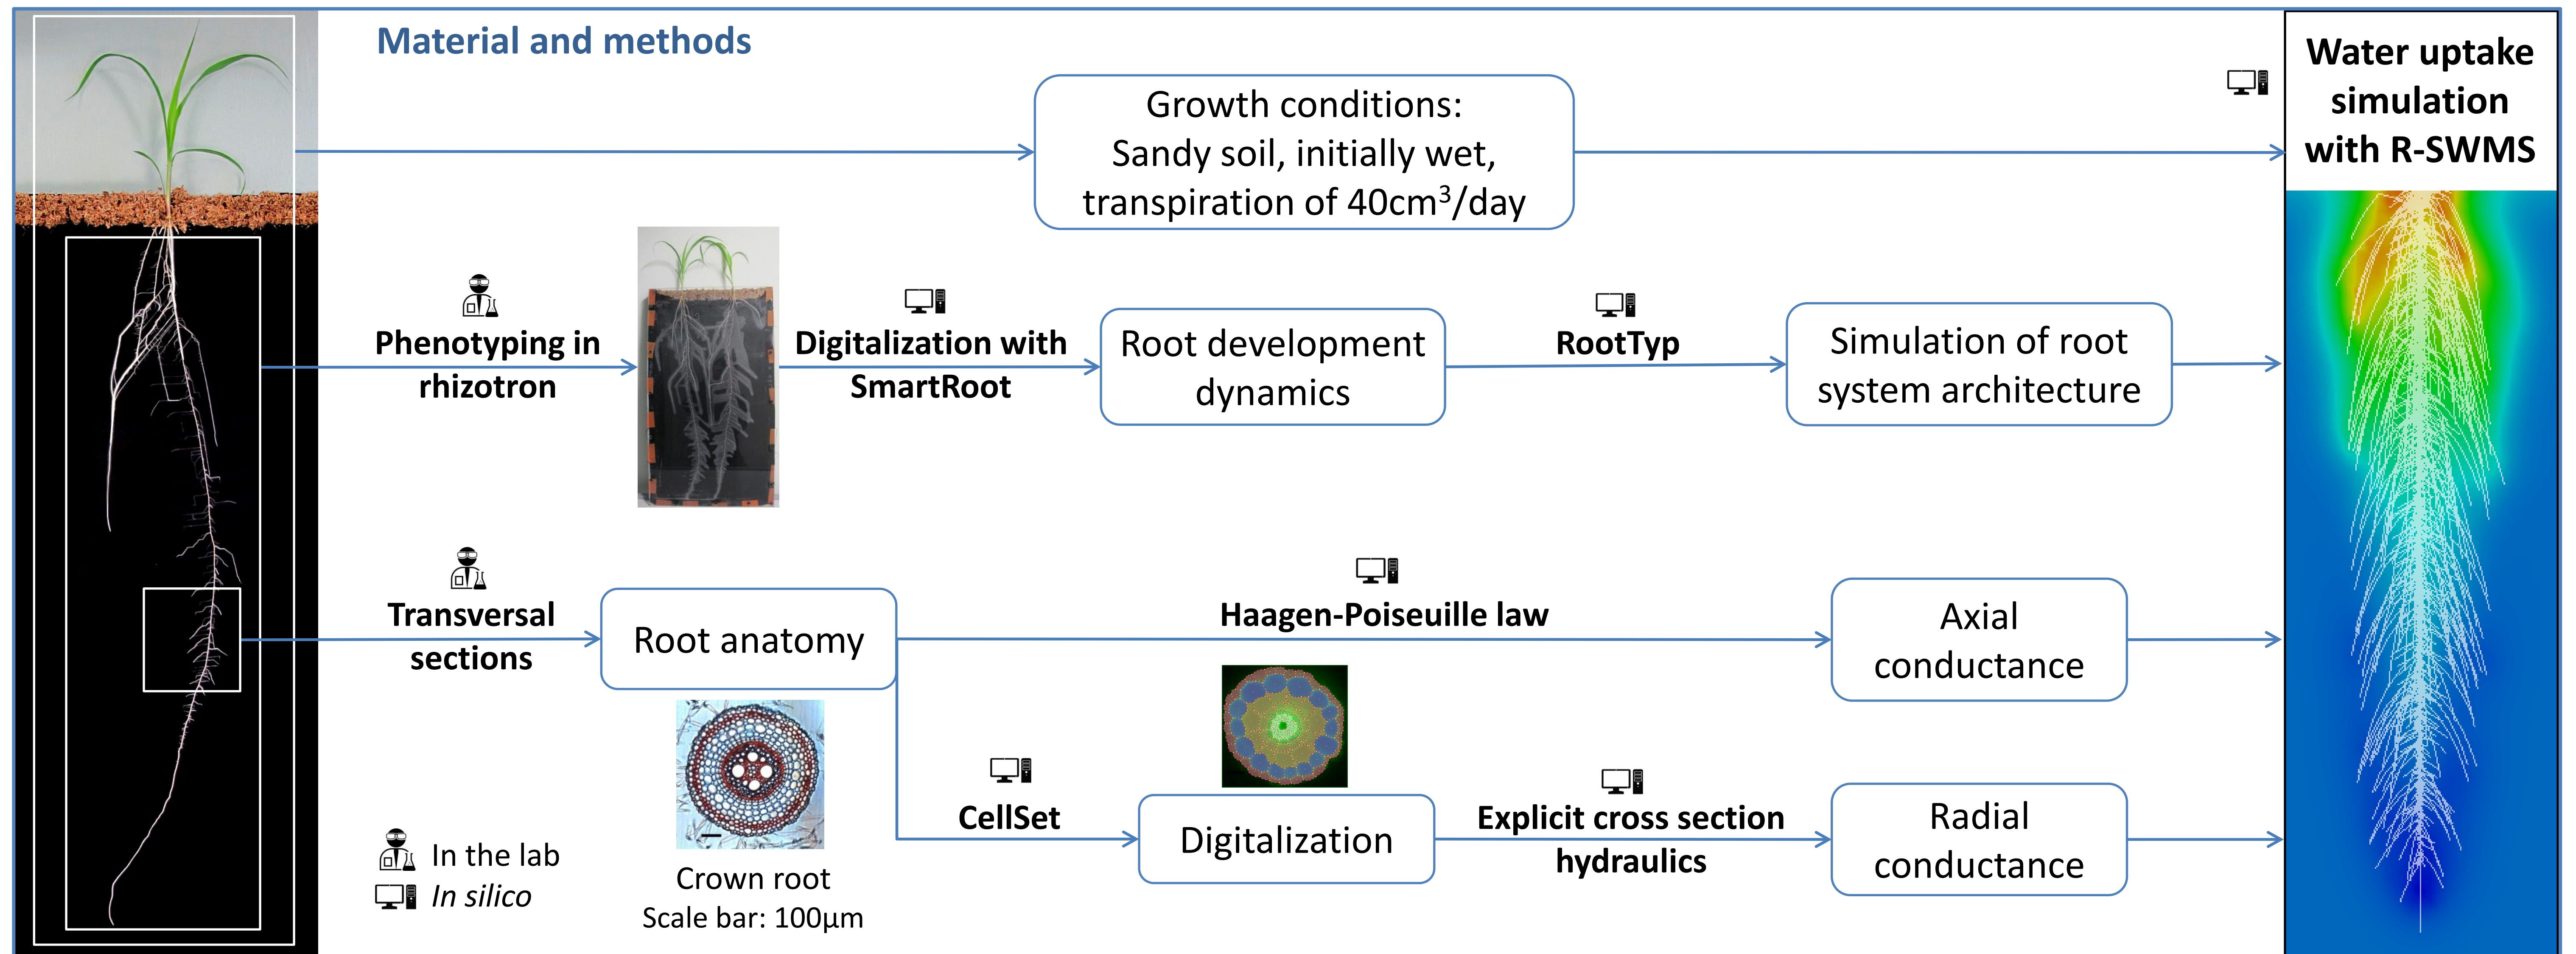 Material and methods
Growth conditions:
Sandy soil, initially wet,
transpiration of 40cm³/day
Water uptake
simulation
with R-SWMS
Phenotyping in
rhizotron
Digitalization with
SmartRoot
Root development
dynamics
RootTyp
Simulation of root
system architecture
Transversal
sections
Root anatomy
Haagen-Poiseuille law
Axial
conductance
CellSet
Digitalization
Explicit cross section
hydraulics
Radial
conductance
Crown root
Scale bar: 100µm
In the lab
In silico